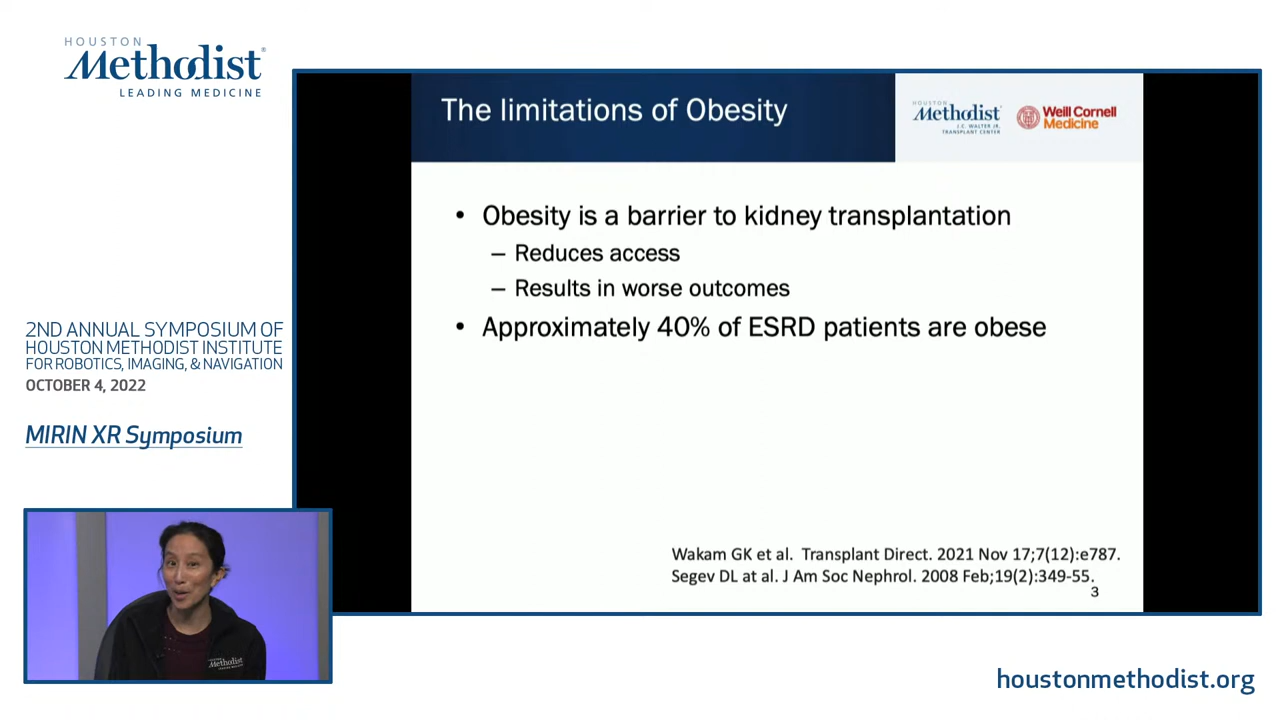 HOUSTON
Methodist
LEADING MEDICINE
The limitations of Obesity
HOUSTON
Methodist
J.C. WALTER JR.
TRANSPLANT CENTER
Weill Cornell
Medicine
• Obesity is a barrier to kidney transplantation
– Reduces access
– Results in worse outcomes
• Approximately 40% of ESRD patients are obese
2ND ANNUAL SYMPOSIUM OF
HOUSTON METHODIST INSTITUTE
FOR ROBOTICS, IMAGING, & NAVIGATION
OCTOBER 4, 2022
MIRIN XR Symposium
Wakam GK et al. Transplant Direct. 2021 Nov 17;7(12):e787.
Segev DL at al. J Am Soc Nephrol. 2008 Feb;19(2):349-55.
3
HOUSTON
Methodist
LEADING MEDICINE
houstonmethodist.org